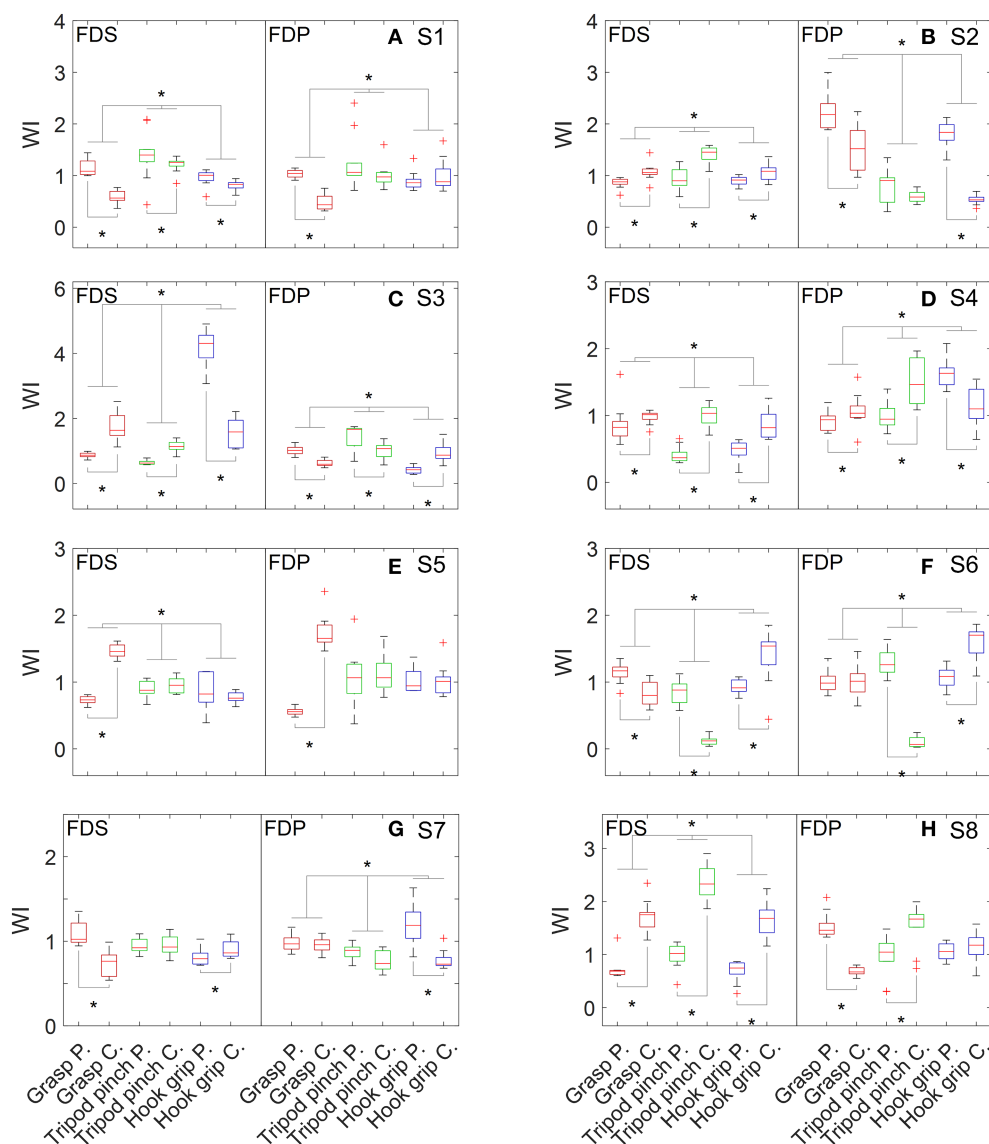 FDS FDP A S1
WI
4
3
2
1
0
* * * * * *
FDS FDP B S2
WI
4
3
2
1
0
* * * * * * *
FDS FDP C S3
WI
6
4
2
0
* * * * * * * *
FDS FDP D S4
WI
3
2
1
0
* * * * * * * *
FDS FDP E S5
WI
3
2
1
0
* * *
FDS FDP F S6
WI
3
2
1
0
* * * * * * *
FDS FDP G S7
WI
2
1
0
* * * *
FDS FDP H S8
WI
3
2
1
0
* * * * * *
Grasp P.
Grasp C.
Tripod pinch P.
Tripod pinch C.
Hook grip P.
Hook grip C.
Grasp P.
Grasp C.
Tripod pinch P.
Tripod pinch C.
Hook grip P.
Hook grip C.
Grasp P.
Grasp C.
Tripod pinch P.
Tripod pinch C.
Hook grip P.
Hook grip C.
Grasp P.
Grasp C.
Tripod pinch P.
Tripod pinch C.
Hook grip P.
Hook grip C.